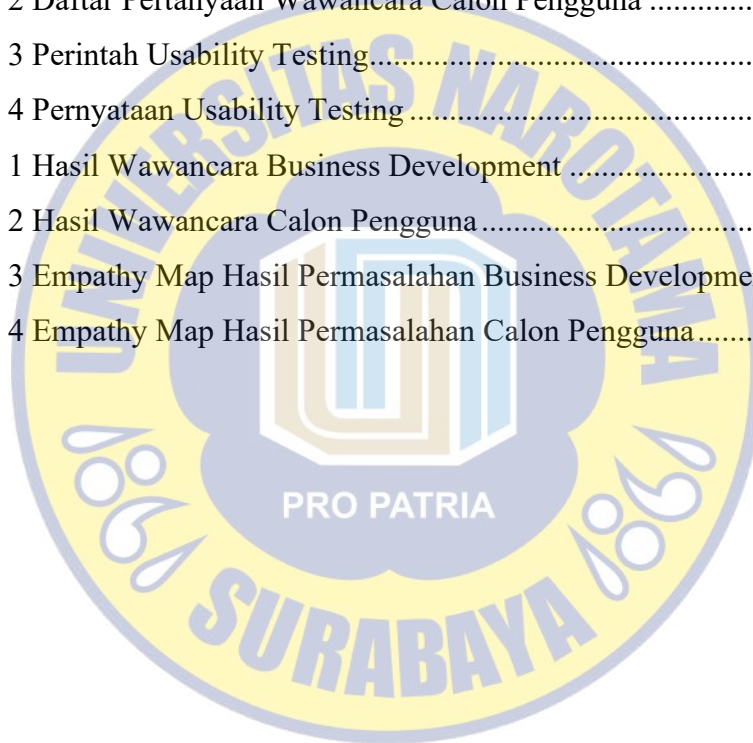 2 Daftar Pertanyaan Wawancara Calon Pengguna ............
3 Perintah Usability Testing............................................
4 Pernyataan Usability Testing .......................................
1 Hasil Wawancara Business Development .....................
2 Hasil Wawancara Calon Pengguna ..............................
3 Empathy Map Hasil Permasalahan Business Developme
4 Empathy Map Hasil Permasalahan Calon Pengguna.......
UNIVERSITAS NAROTAMA
PRO PATRIA
SURABAYA